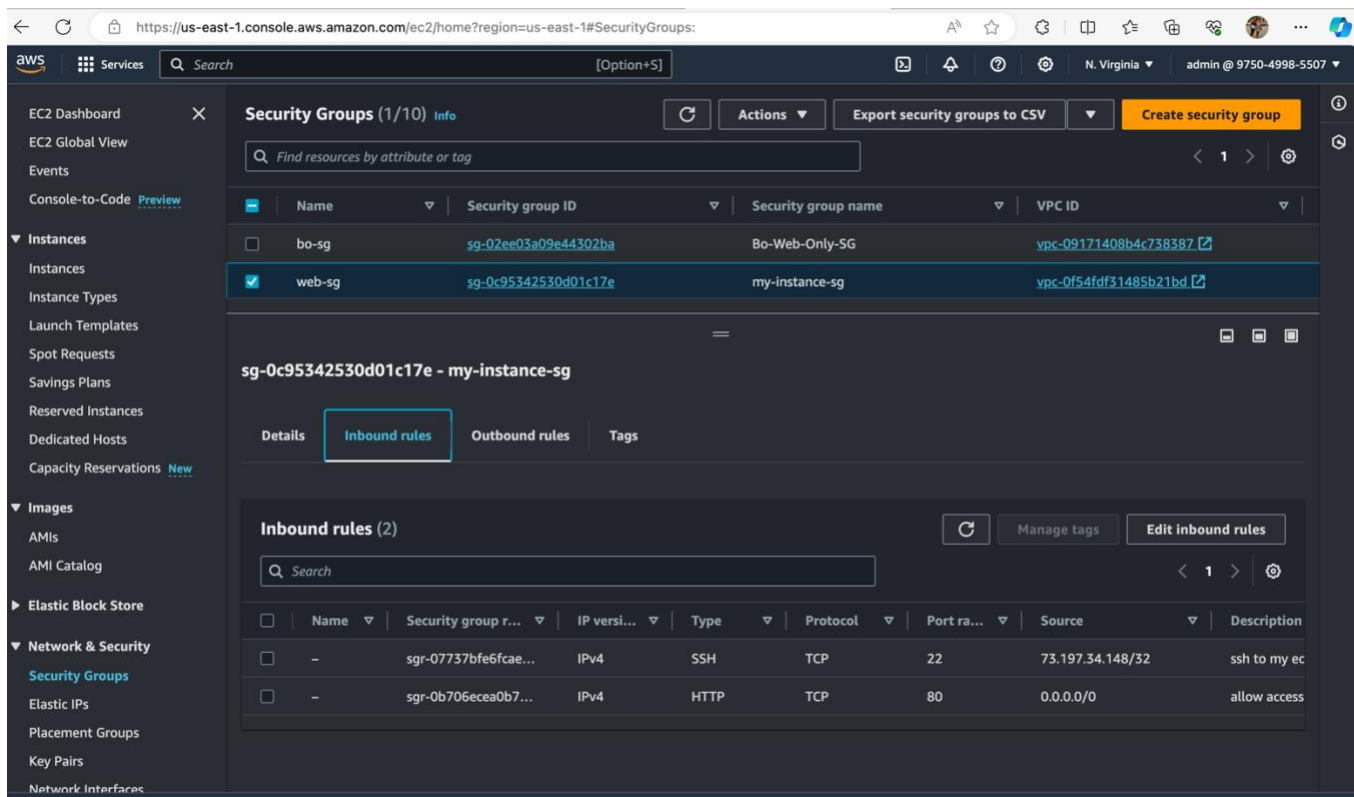 https://us-east-1.console.aws.amazon.com/ec2/home?region=us-east-1#SecurityGroups:
aws Services Search [Option+S] N. Virginia admin @ 9750-4998-5507
EC2 Dashboard
EC2 Global View
Events
Console-to-Code Preview
Instances
Instances
Instance Types
Launch Templates
Spot Requests
Savings Plans
Reserved Instances
Dedicated Hosts
Capacity Reservations New
Images
AMIs
AMI Catalog
Elastic Block Store
Network & Security
Security Groups
Elastic IPs
Placement Groups
Key Pairs
Network Interfaces
Security Groups (1/10) Info Actions Export security groups to CSV Create security group
Find resources by attribute or tag 1
Name Security group ID Security group name VPC ID
bo-sg sg-02ee03a09e44302ba Bo-Web-Only-SG vpc-09171408b4c738387
web-sg sg-0c95342530d01c17e my-instance-sg vpc-0f54fdf31485b21bd
sg-0c95342530d01c17e - my-instance-sg
Details Inbound rules Outbound rules Tags
Inbound rules (2) Manage tags Edit inbound rules
Search 1
Name Security group r... IP versi... Type Protocol Port ra... Source Description
– sgr-07737bfe6fcae... IPv4 SSH TCP 22 73.197.34.148/32 ssh to my ec
– sgr-0b706ecea0b7... IPv4 HTTP TCP 80 0.0.0.0/0 allow access